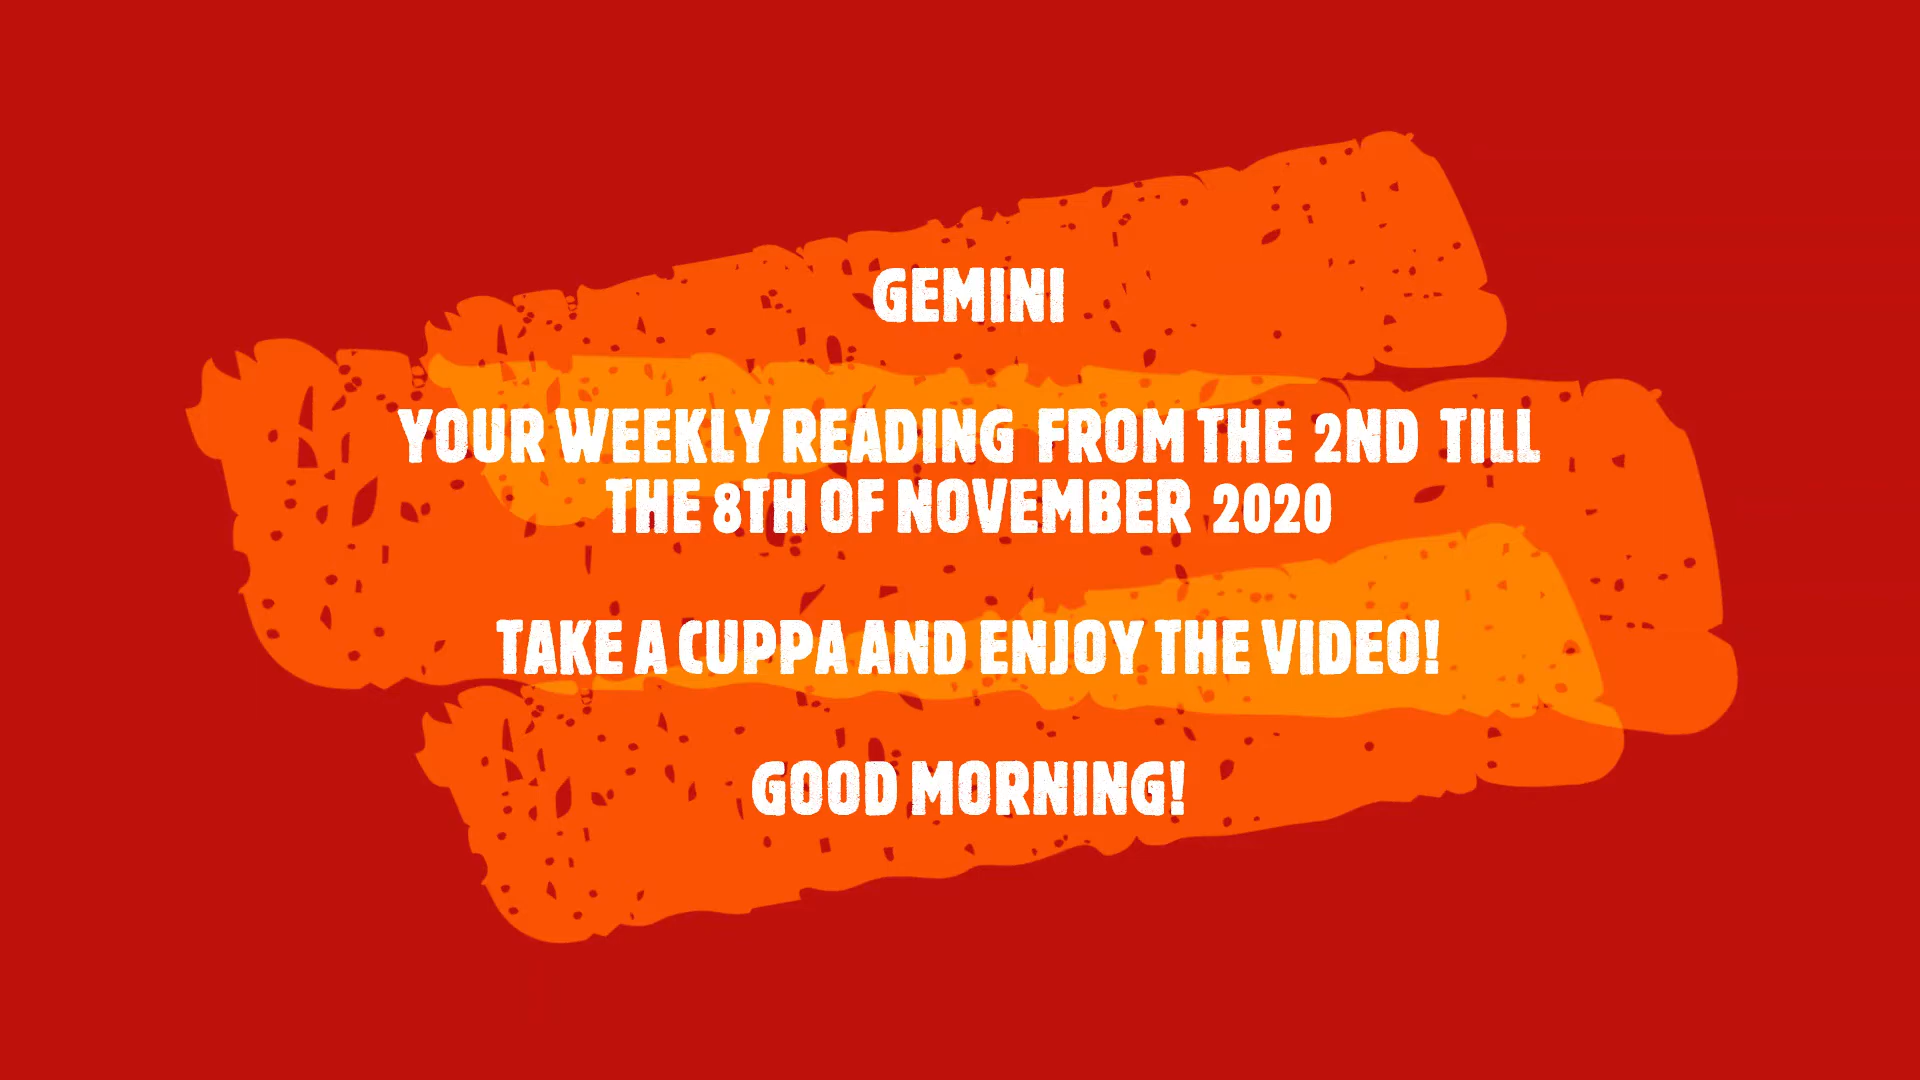 GEMINI
YOUR WEEKLY READING FROM THE 2ND TILL
THE 8TH OF NOVEMBER 2020
TAKE A CUPPA AND ENJOY THE VIDEO!
GOOD MORNING!